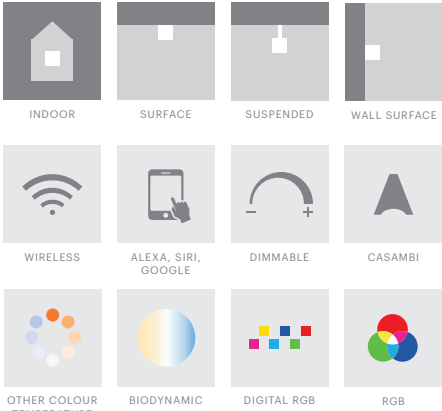 INDOOR
SURFACE
SUSPENDED
WALL SURFACE
WIRELESS
ALEXA, SIRI,
GOOGLE
DIMMABLE
CASAMBI
OTHER COLOUR
BIODYNAMIC
DIGITAL RGB
RGB